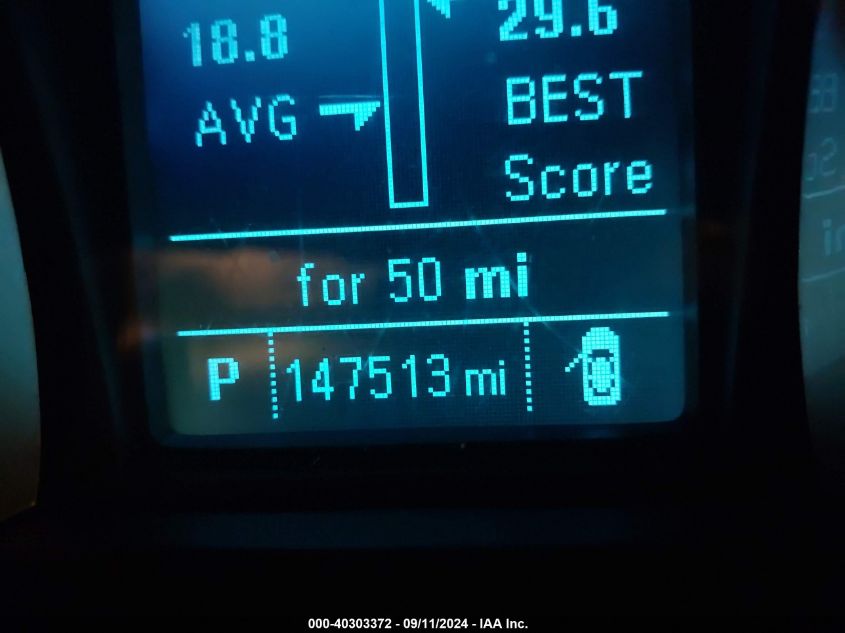 18.8 29.6
AVG BEST
Score
for 50 mi
P 147513 mi
000-40303372 - 09/11/2024 - IAA Inc.